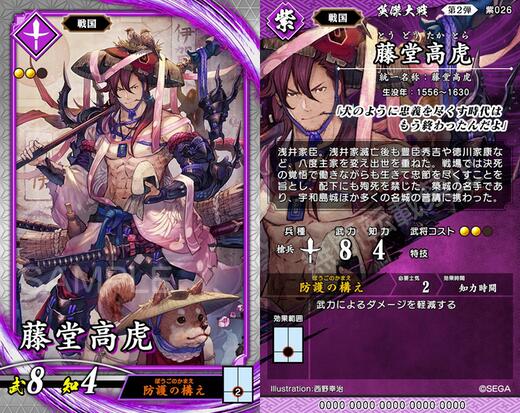 戦国
伊
SAMPLE
藤堂高虎
武8 知4
ぼうごのかまえ
防護の構え
2
紫
戦国
英傑大戦
第2弾
紫026
とうどうたかとら
藤堂高虎
統一名称：藤堂高虎
生没年：1556～1630
「犬のように忠義を尽くす時代は
もう終わったんだよ」
浅井家臣。浅井家滅亡後も豊臣秀吉や徳川家康な
ど、八度主家を変え出世を重ねた。戦場では決死
の覚悟で働きながらも生きて忠節を尽くすことを
旨とし、配下にも殉死を禁じた。築城の名手であ
り、宇和島城ほか多くの名城の普請に携わった。
兵種 武力 知力 武将コスト
槍兵 8 4 特技
ぼうごのかまえ 必要士気 効果時間
防護の構え 2 知力時間
武力によるダメージを軽減する
効果範囲
Illustration:西野幸治
©SEGA
0000 0000 0000 0000 0000